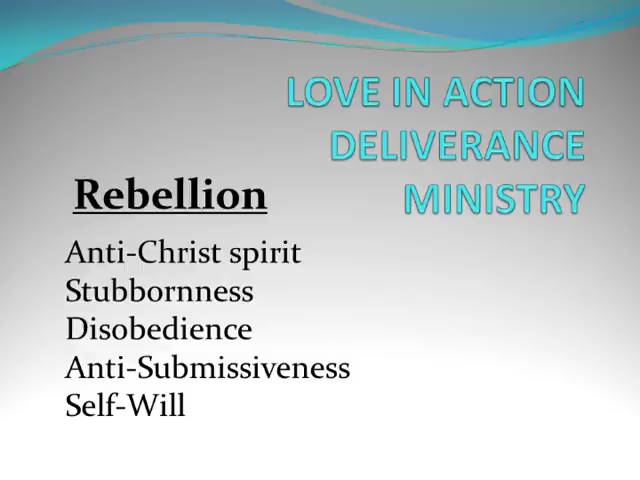 LOVE IN ACTION
DELIVERANCE
MINISTRY
Rebellion
Anti-Christ spirit
Stubbornness
Disobedience
Anti-Submissiveness
Self-Will